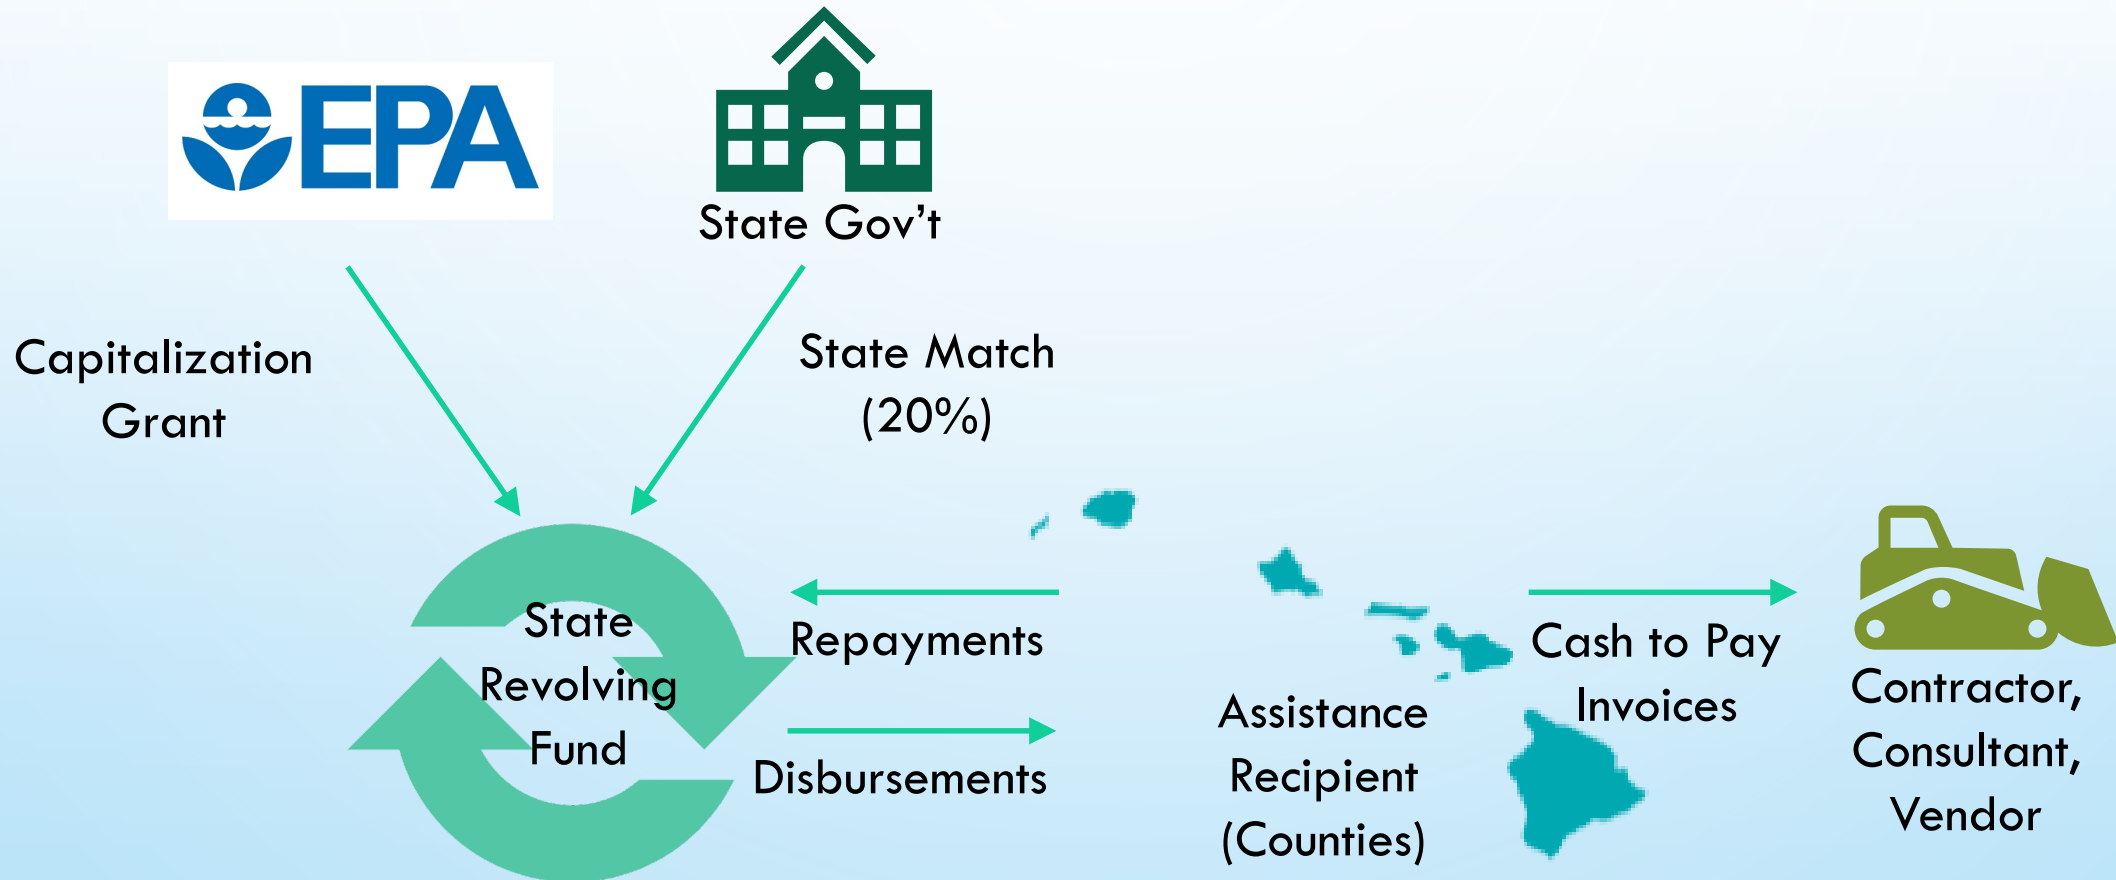 EPA
State Gov't
Capitalization
Grant
State Match
(20%)
State
Revolving
Fund
Repayments
Disbursements
Assistance
Recipient
(Counties)
Cash to Pay
Invoices
Contractor,
Consultant,
Vendor